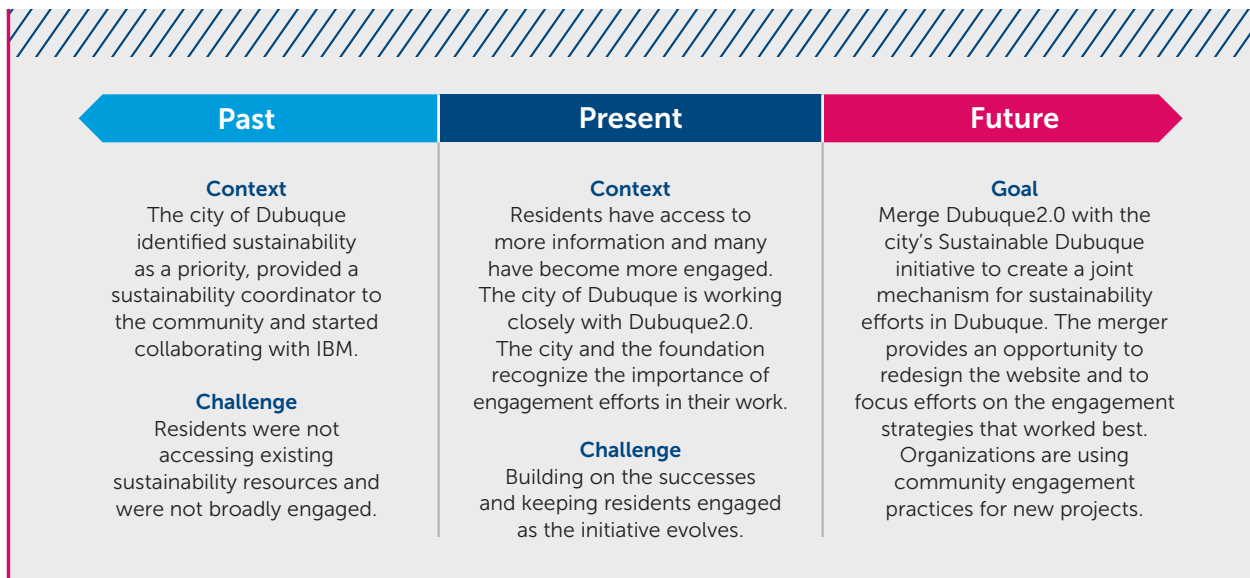 Past
Present
Future
Context
The city of Dubuque
identified sustainability
as a priority, provided a
sustainability coordinator to
the community and started
collaborating with IBM.
Challenge
Residents were not
accessing existing
sustainability resources and
were not broadly engaged.
Context
Residents have access to
more information and many
have become more engaged.
The city of Dubuque is working
closely with Dubuque2.0.
The city and the foundation
recognize the importance of
engagement efforts in their work.
Challenge
Building on the successes
and keeping residents engaged
as the initiative evolves.
Goal
Merge Dubuque2.0 with the
city's Sustainable Dubuque
initiative to create a joint
mechanism for sustainability
efforts in Dubuque. The merger
provides an opportunity to
redesign the website and to
focus efforts on the engagement
strategies that worked best.
Organizations are using
community engagement
practices for new projects.